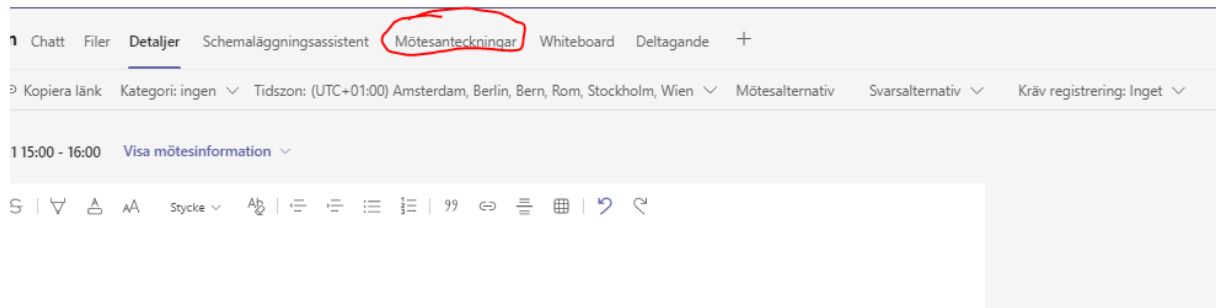 Chatt Filer Detaljer Schemaläggningsassistent Mötesanteckningar Whiteboard Deltagande +
Kopiera länk Kategori: ingen Tidszon: (UTC+01:00) Amsterdam, Berlin, Bern, Rom, Stockholm, Wien Mötesalternativ Svarsalternativ Kräv registrering: Inget
15:00 - 16:00 Visa mötesinformation
Stycke